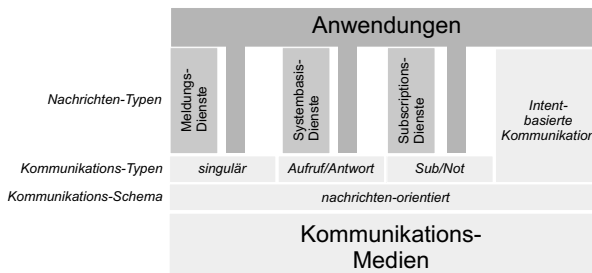 Anwendungen
Nachrichten-Typen
Meldungs-
Dienste
Systembasis-
Dienste
Subscriptions-
Dienste
Intent-
basierte
Kommunikation
Kommunikations-Typen
singulär
Aufruf/Antwort
Sub/Not
Kommunikations-Schema
nachrichten-orientiert
Kommunikations-
Medien